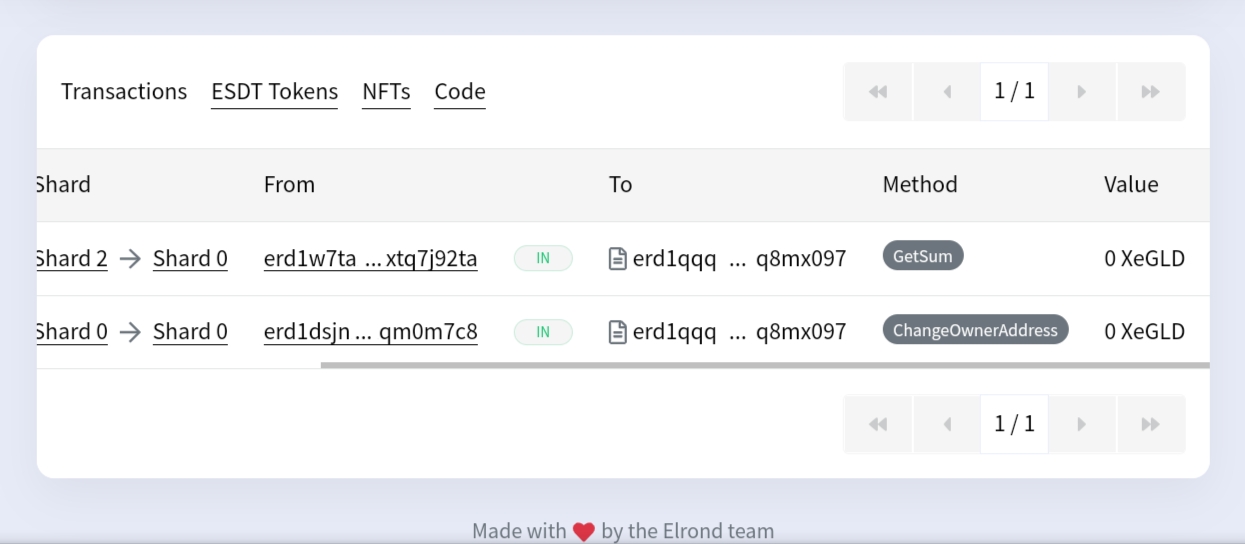 Transactions ESDT Tokens NFTs Code 1 / 1
Shard From To Method Value
Shard 2 → Shard 0 erd1w7ta ... xtq7j92ta IN erd1qqq ... q8mx097 GetSum 0 XeGLD
Shard 0 → Shard 0 erd1dsjn ... qm0m7c8 IN erd1qqq ... q8mx097 ChangeOwnerAddress 0 XeGLD
1 / 1
Made with ❤ by the Elrond team